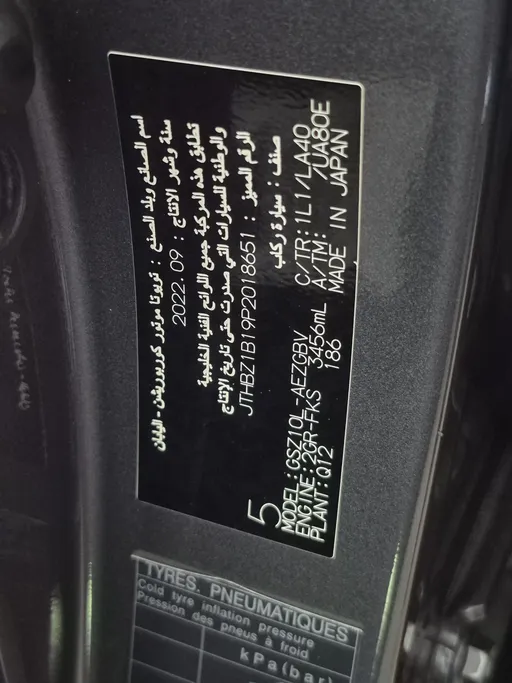 اسم الصانع وبلد الصنع : تويوتا موتور كوربوريشن - اليابان
سنة وشهر الانتاج : 2022.09
تطابق هذه المركبة جميع اللوائح الفنية الخليجية
والوطنية للسيارات التي صدرت حتى تاريخ الإنتاج
الرقم المميز : JTHBZ1B19P2018651
صنف : سيارة ركاب
5
MODEL:GSZ10L-AEZGBV C/TR:1L1/LA40
ENGINE:2GR-FKS 3456mL A/TM: /UA80E
PLANT:Q12 186 MADE IN JAPAN
TYRES. PNEUMATIQUES
Cold tyre inflation pressure
Pression des pneus à froid
kPa(bar)